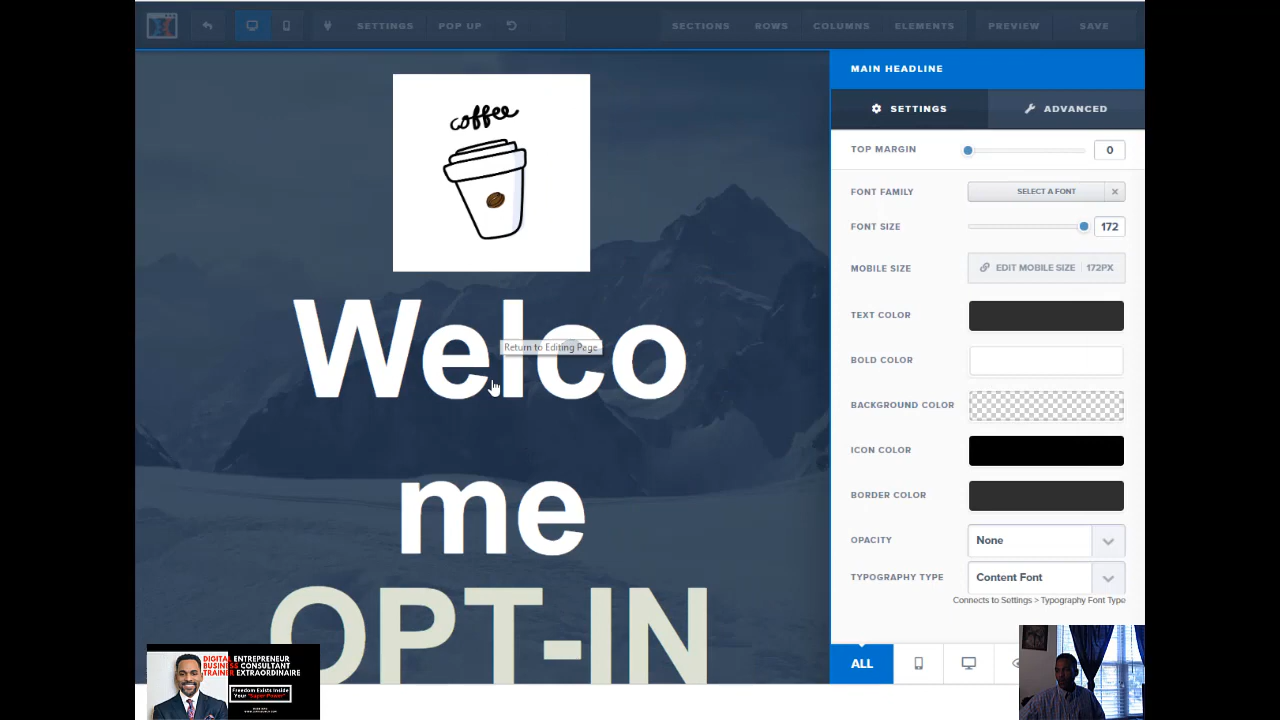 SETTINGS
POP UP
SECTIONS
ROWS
COLUMNS
ELEMENTS
PREVIEW
SAVE
MAIN HEADLINE
SETTINGS
ADVANCED
TOP MARGIN
0
FONT FAMILY
SELECT A FONT
FONT SIZE
172
MOBILE SIZE
EDIT MOBILE SIZE
172PX
TEXT COLOR
BOLD COLOR
BACKGROUND COLOR
ICON COLOR
BORDER COLOR
OPACITY
None
TYPOGRAPHY TYPE
Content Font
Connects to Settings > Typography Font Type
ALL
coffee
Welco
Return to Editing Page
me
OPT-IN
DIGITAL ENTREPRENEUR
BUSINESS CONSULTANT
TRAINER EXTRAORDINAIRE
Freedom Exists Inside
Your "Super Power"